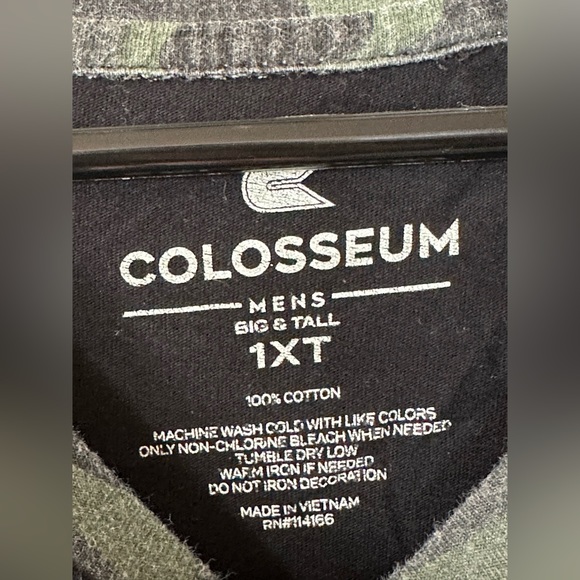 COLOSSEUM
MENS
BIG & TALL
1XT
100% COTTON
MACHINE WASH COLD WITH LIKE COLORS
ONLY NON-CHLORINE BLEACH WHEN NEEDED
TUMBLE DRY LOW
WARM IRON IF NEEDED
DO NOT IRON DECORATION
MADE IN VIETNAM
RN#114166